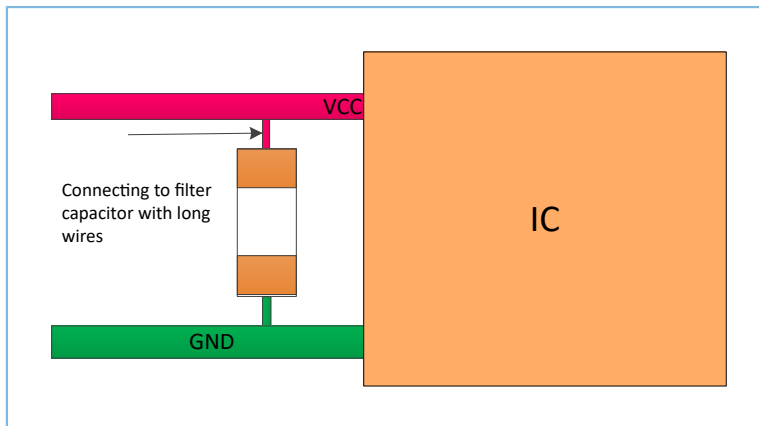 VCC
Connecting to filter
capacitor with long
wires
IC
GND